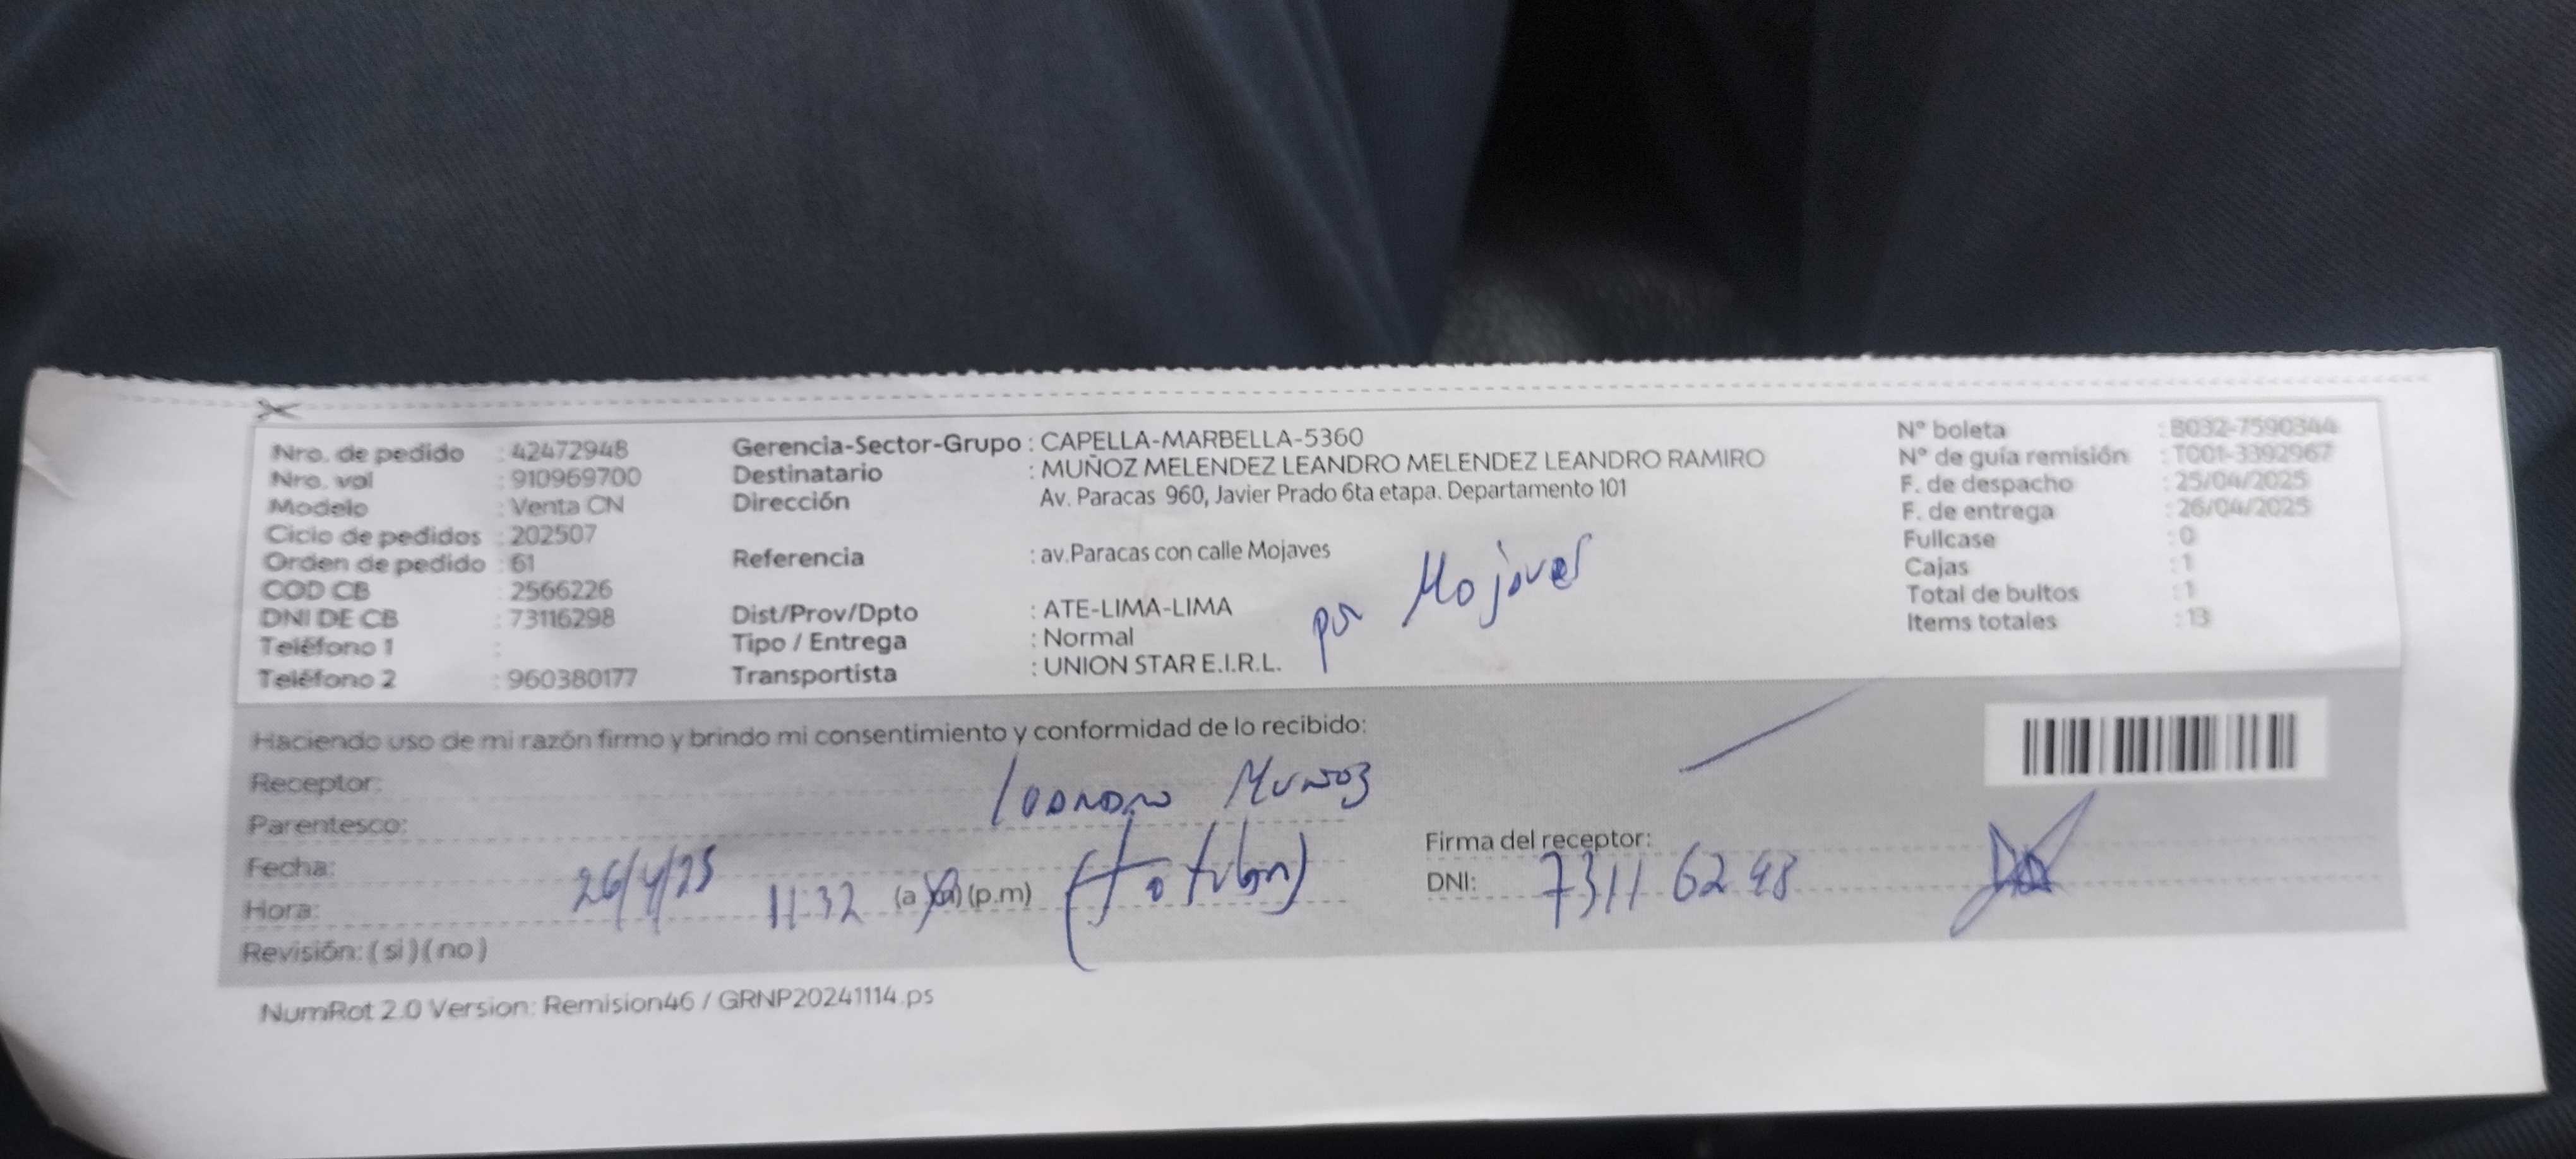 Nro. de pedido : 42472948
Nro. val : 910969700
Modelo : Venta CN
Ciclo de pedidos : 202507
Orden de pedido : 61
COD CB : 2566226
DNI DE CB : 73116298
Teléfono 1 :
Teléfono 2 : 960380177
Gerencia-Sector-Grupo : CAPELLA-MARBELLA-5360
Destinatario : MUÑOZ MELENDEZ LEANDRO MELENDEZ LEANDRO RAMIRO
Dirección Av. Paracas 960, Javier Prado 6ta etapa. Departamento 101
Referencia : av.Paracas con calle Mojaves
Dist/Prov/Dpto : ATE-LIMA-LIMA
Tipo / Entrega : Normal
Transportista : UNION STAR E.I.R.L.
por Mojaves
N° boleta : B032-7590344
N° de guía remisión : T001-3392967
F. de despacho : 25/04/2025
F. de entrega : 26/04/2025
Fullcase : 0
Cajas : 1
Total de bultos : 1
Items totales : 13
Haciendo uso de mi razón firmo y brindo mi consentimiento y conformidad de lo recibido:
Receptor: Leandro Muñoz
Parentesco:
Fecha: 26/4/25
Hora: 11:32 (a.m) (p.m)
Revisión: ( si ) ( no )
Firma del receptor:
DNI: 73116298
NumRot 2.0 Version: Remision46 / GRNP20241114.ps